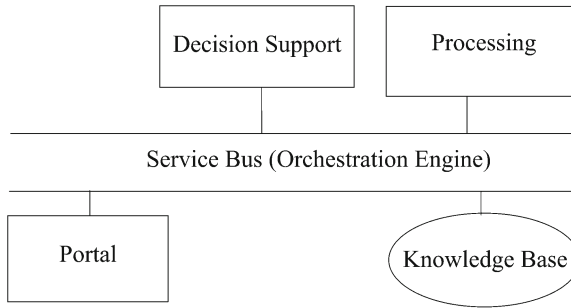 Decision Support
Processing
Service Bus (Orchestration Engine)
Portal
Knowledge Base